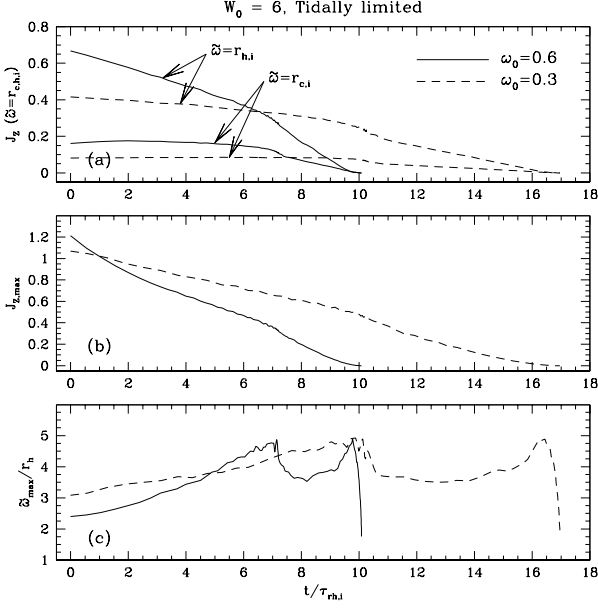 W₀ = 6, Tidally limited
J_Z (ω̃=r_c,h,i)
0.8
0.6
0.4
0.2
0
ω̃=r_h,i
ω̃=r_c,i
ω₀=0.6
ω₀=0.3
(a)
0 2 4 6 8 10 12 14 16 18
J_Z,max
1.2
1
0.8
0.6
0.4
0.2
0
(b)
0 2 4 6 8 10 12 14 16 18
ω̃_max/r_h
5
4
3
2
1
(c)
0 2 4 6 8 10 12 14 16 18
t/τ_rh,i